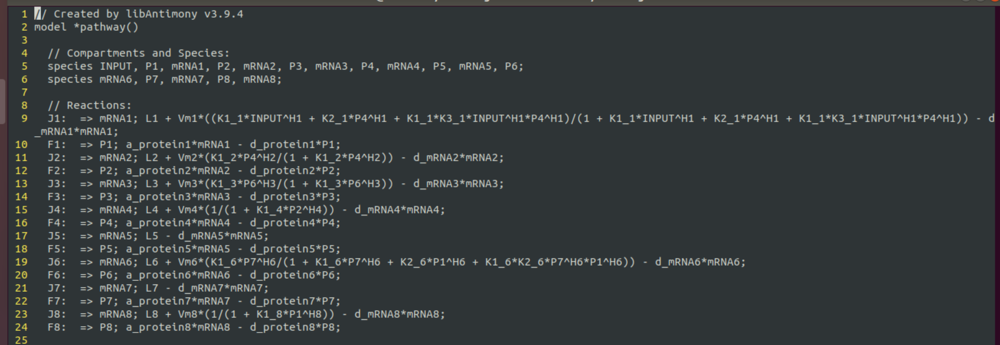 1 // Created by libAntimony v3.9.4
2 model *pathway()
3
4   // Compartments and Species:
5   species INPUT, P1, mRNA1, P2, mRNA2, P3, mRNA3, P4, mRNA4, P5, mRNA5, P6;
6   species mRNA6, P7, mRNA7, P8, mRNA8;
7
8   // Reactions:
9   J1:  => mRNA1; L1 + Vm1*((K1_1*INPUT^H1 + K2_1*P4^H1 + K1_1*K3_1*INPUT^H1*P4^H1)/(1 + K1_1*INPUT^H1 + K2_1*P4^H1 + K1_1*K3_1*INPUT^H1*P4^H1)) - d
_mRNA1*mRNA1;
10   F1:  => P1; a_protein1*mRNA1 - d_protein1*P1;
11   J2:  => mRNA2; L2 + Vm2*(K1_2*P4^H2/(1 + K1_2*P4^H2)) - d_mRNA2*mRNA2;
12   F2:  => P2; a_protein2*mRNA2 - d_protein2*P2;
13   J3:  => mRNA3; L3 + Vm3*(K1_3*P6^H3/(1 + K1_3*P6^H3)) - d_mRNA3*mRNA3;
14   F3:  => P3; a_protein3*mRNA3 - d_protein3*P3;
15   J4:  => mRNA4; L4 + Vm4*(1/(1 + K1_4*P2^H4)) - d_mRNA4*mRNA4;
16   F4:  => P4; a_protein4*mRNA4 - d_protein4*P4;
17   J5:  => mRNA5; L5 - d_mRNA5*mRNA5;
18   F5:  => P5; a_protein5*mRNA5 - d_protein5*P5;
19   J6:  => mRNA6; L6 + Vm6*(K1_6*P7^H6/(1 + K1_6*P7^H6 + K2_6*P1^H6 + K1_6*K2_6*P7^H6*P1^H6)) - d_mRNA6*mRNA6;
20   F6:  => P6; a_protein6*mRNA6 - d_protein6*P6;
21   J7:  => mRNA7; L7 - d_mRNA7*mRNA7;
22   F7:  => P7; a_protein7*mRNA7 - d_protein7*P7;
23   J8:  => mRNA8; L8 + Vm8*(1/(1 + K1_8*P1^H8)) - d_mRNA8*mRNA8;
24   F8:  => P8; a_protein8*mRNA8 - d_protein8*P8;
25